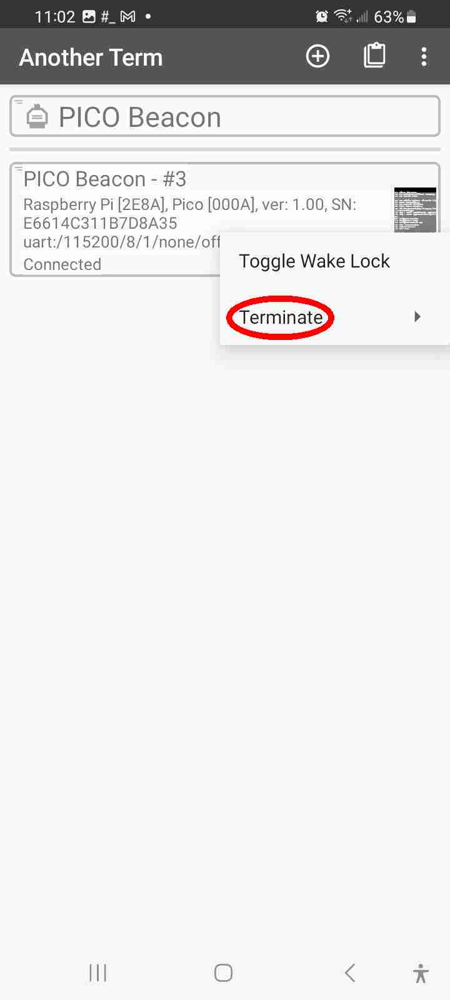 11:02 #_ 63%
Another Term
PICO Beacon
PICO Beacon - #3
Raspberry Pi [2E8A], Pico [000A], ver: 1.00, SN:
E6614C311B7D8A35
uart:/115200/8/1/none/off
Connected
Toggle Wake Lock
Terminate